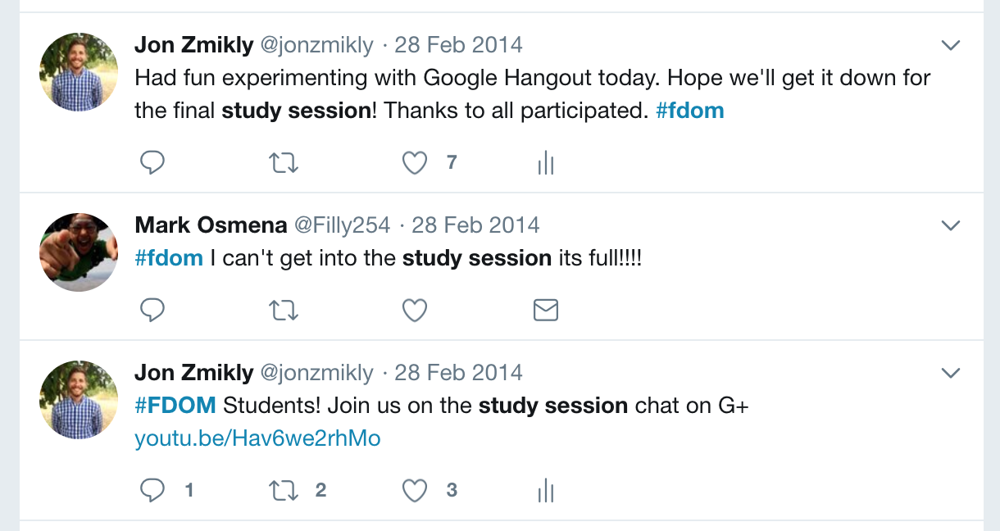 Jon Zmikly @jonzmikly · 28 Feb 2014
Had fun experimenting with Google Hangout today. Hope we'll get it down for
the final study session! Thanks to all participated. #fdom
7
Mark Osmena @Filly254 · 28 Feb 2014
#fdom I can't get into the study session its full!!!!
Jon Zmikly @jonzmikly · 28 Feb 2014
#FDOM Students! Join us on the study session chat on G+
youtu.be/Hav6we2rhMo
1 2 3